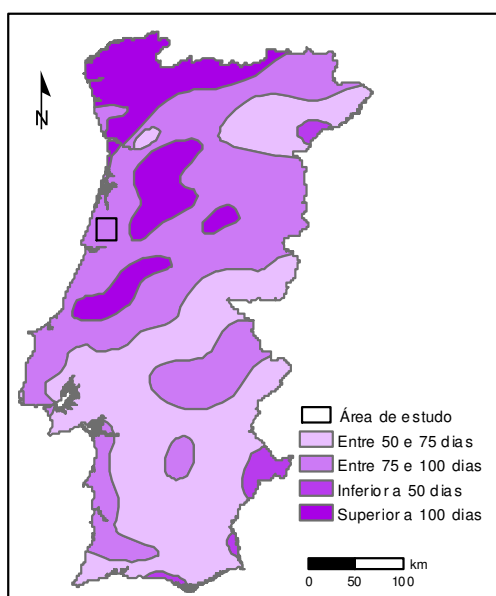 N
Área de estudo
Entre 50 e 75 dias
Entre 75 e 100 dias
Inferior a 50 dias
Superior a 100 dias
km
0 50 100